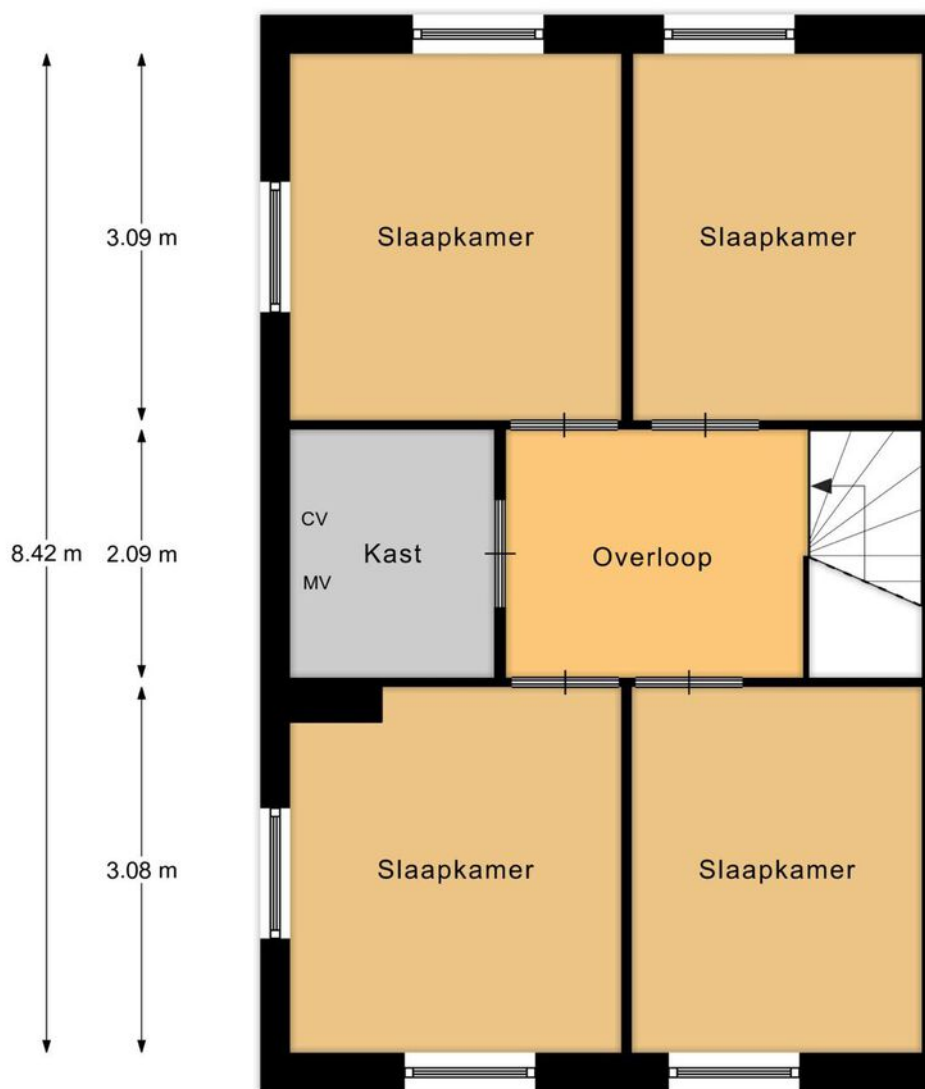 Slaapkamer
Slaapkamer
3.09 m
CV
8.42 m
2.09 m
Kast
Overloop
MV
3.08 m
Slaapkamer
Slaapkamer